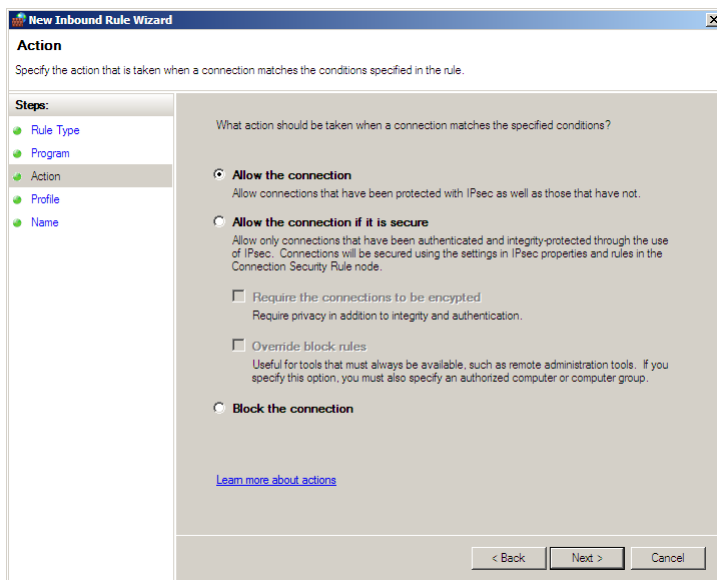 New Inbound Rule Wizard
Action
Specify the action that is taken when a connection matches the conditions specified in the rule.
Steps:
Rule Type
Program
Action
Profile
Name
What action should be taken when a connection matches the specified conditions?
Allow the connection
Allow connections that have been protected with IPsec as well as those that have not.
Allow the connection if it is secure
Allow only connections that have been authenticated and integrity-protected through the use
of IPsec. Connections will be secured using the settings in IPsec properties and rules in the
Connection Security Rule node.
Require the connections to be encypted
Require privacy in addition to integrity and authentication.
Override block rules
Useful for tools that must always be available, such as remote administration tools. If you
specify this option, you must also specify an authorized computer or computer group.
Block the connection
Learn more about actions
< Back
Next >
Cancel